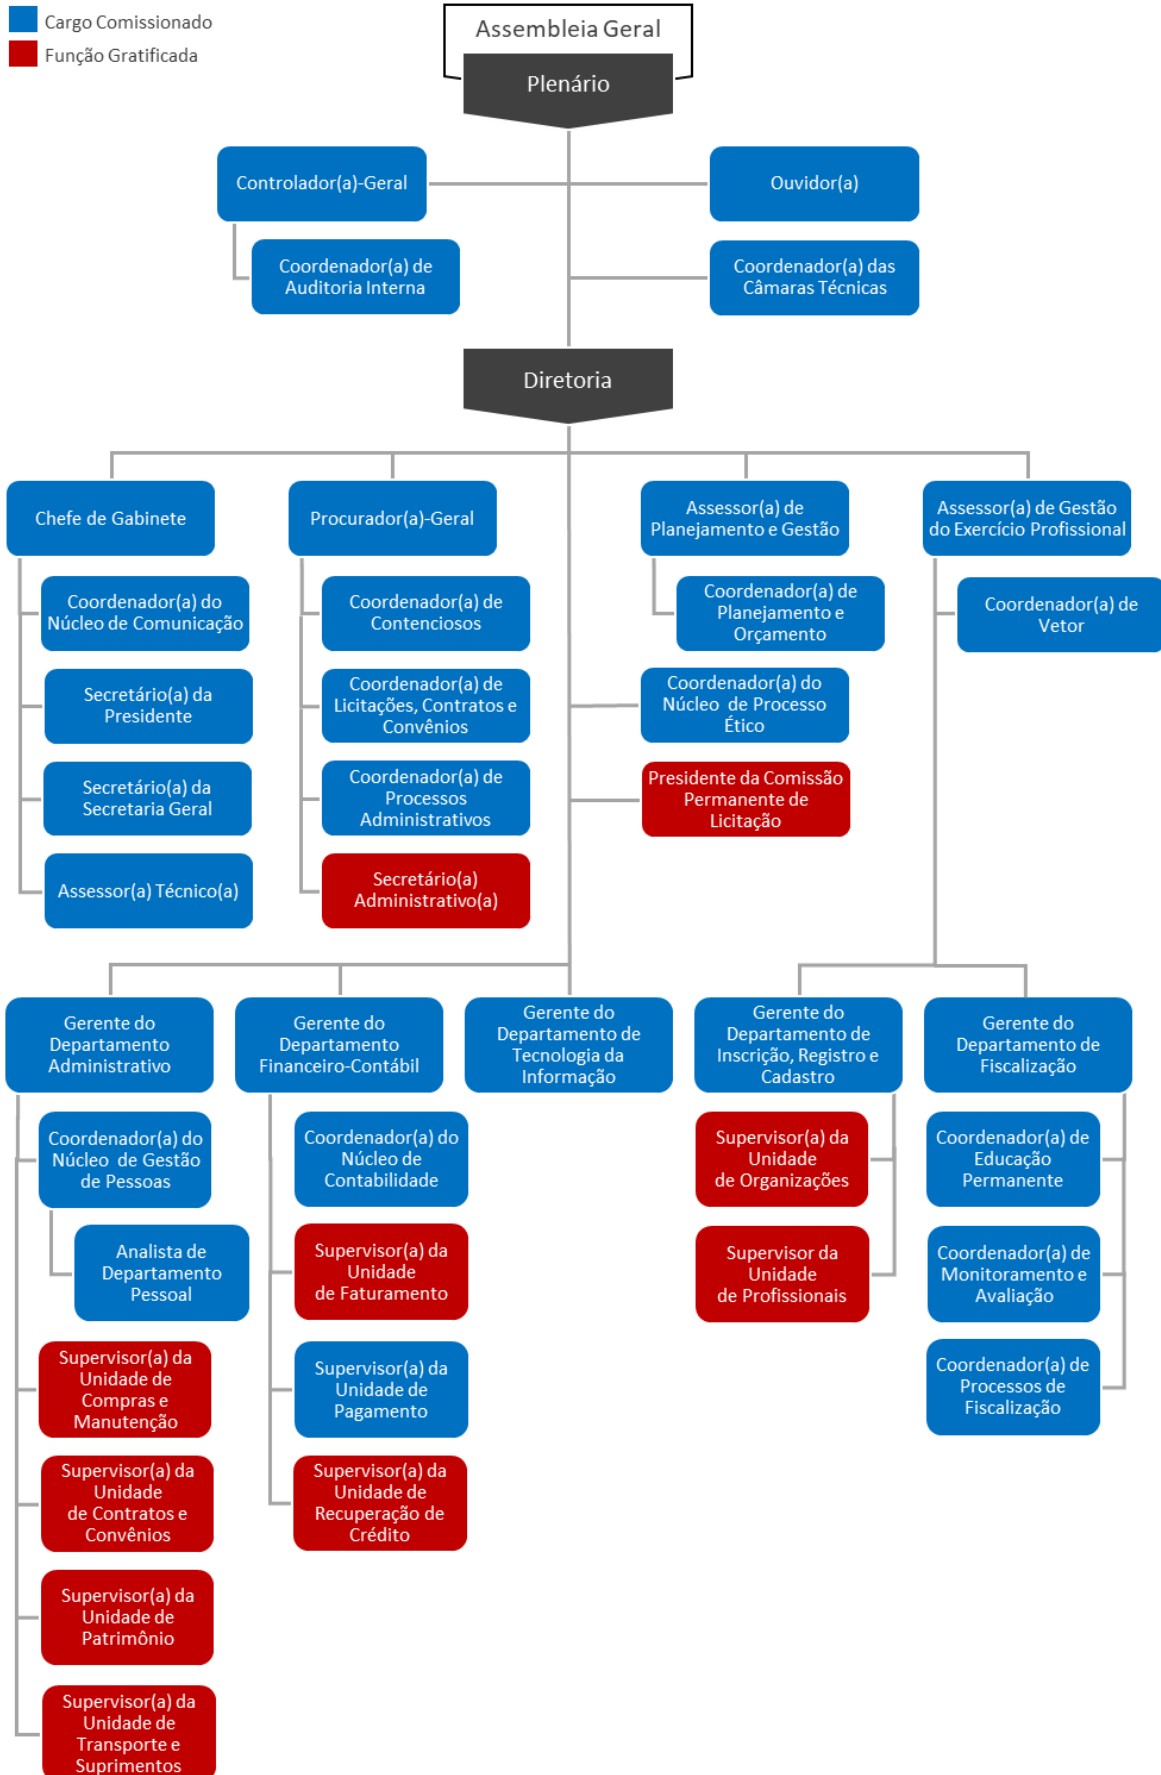 Cargo Comissionado
Função Gratificada
Assembleia Geral
Plenário
Controlador(a)-Geral
Ouvidor(a)
Coordenador(a) de
Auditoria Interna
Coordenador(a) das
Câmaras Técnicas
Diretoria
Chefe de Gabinete
Procurador(a)-Geral
Assessor(a) de
Planejamento e Gestão
Assessor(a) de Gestão
do Exercício Profissional
Coordenador(a) do
Núcleo de Comunicação
Coordenador(a) de
Contenciosos
Coordenador(a) de
Planejamento e
Orçamento
Coordenador(a) de
Vetor
Secretário(a) da
Presidente
Coordenador(a) de
Licitações, Contratos e
Convênios
Coordenador(a) do
Núcleo de Processo
Ético
Secretário(a) da
Secretaria Geral
Coordenador(a) de
Processos
Administrativos
Presidente da Comissão
Permanente de
Licitação
Assessor(a) Técnico(a)
Secretário(a)
Administrativo(a)
Gerente do
Departamento
Administrativo
Gerente do
Departamento
Financeiro-Contábil
Gerente do
Departamento de
Tecnologia da
Informação
Gerente do
Departamento de
Inscrição, Registro e
Cadastro
Gerente do
Departamento de
Fiscalização
Coordenador(a) do
Núcleo de Gestão
de Pessoas
Coordenador(a) do
Núcleo de
Contabilidade
Supervisor(a) da
Unidade
de Organizações
Coordenador(a) de
Educação
Permanente
Analista de
Departamento
Pessoal
Supervisor(a) da
Unidade
de Faturamento
Supervisor da
Unidade
de Profissionais
Coordenador(a) de
Monitoramento e
Avaliação
Supervisor(a) da
Unidade de
Compras e
Manutenção
Supervisor(a) da
Unidade de
Pagamento
Coordenador(a) de
Processos de
Fiscalização
Supervisor(a) da
Unidade
de Contratos e
Convênios
Supervisor(a) da
Unidade de
Recuperação de
Crédito
Supervisor(a) da
Unidade de
Patrimônio
Supervisor(a) da
Unidade de
Transporte e
Suprimentos